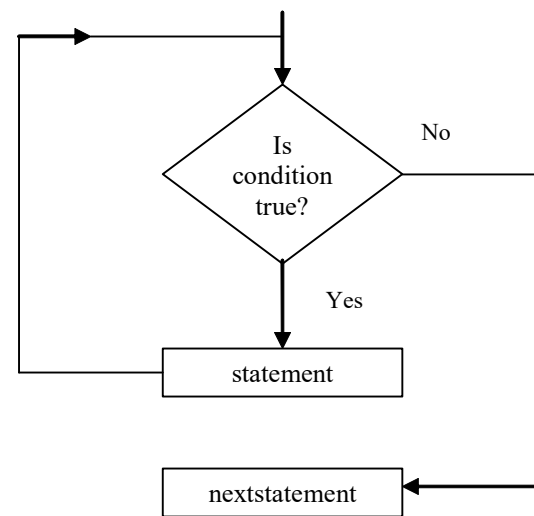 No
Is
condition
true?
Yes
statement
nextstatement